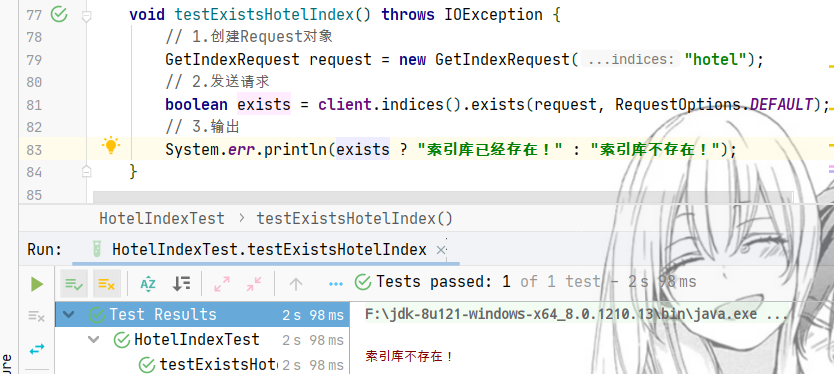 77 void testExistsHotelIndex() throws IOException {
78 // 1.创建Request对象
79 GetIndexRequest request = new GetIndexRequest( ...indices: "hotel");
80 // 2.发送请求
81 boolean exists = client.indices().exists(request, RequestOptions.DEFAULT);
82 // 3.输出
83 System.err.println(exists ? "索引库已经存在！" : "索引库不存在！");
84 }
85
HotelIndexTest > testExistsHotelIndex()
Run: HotelIndexTest.testExistsHotelIndex ×
Tests passed: 1 of 1 test – 2 s 98 ms
Test Results 2 s 98 ms
F:\jdk-8u121-windows-x64_8.0.1210.13\bin\java.exe ...
HotelIndexTest 2 s 98 ms
索引库不存在！
testExistsHot 2 s 98 ms
ure